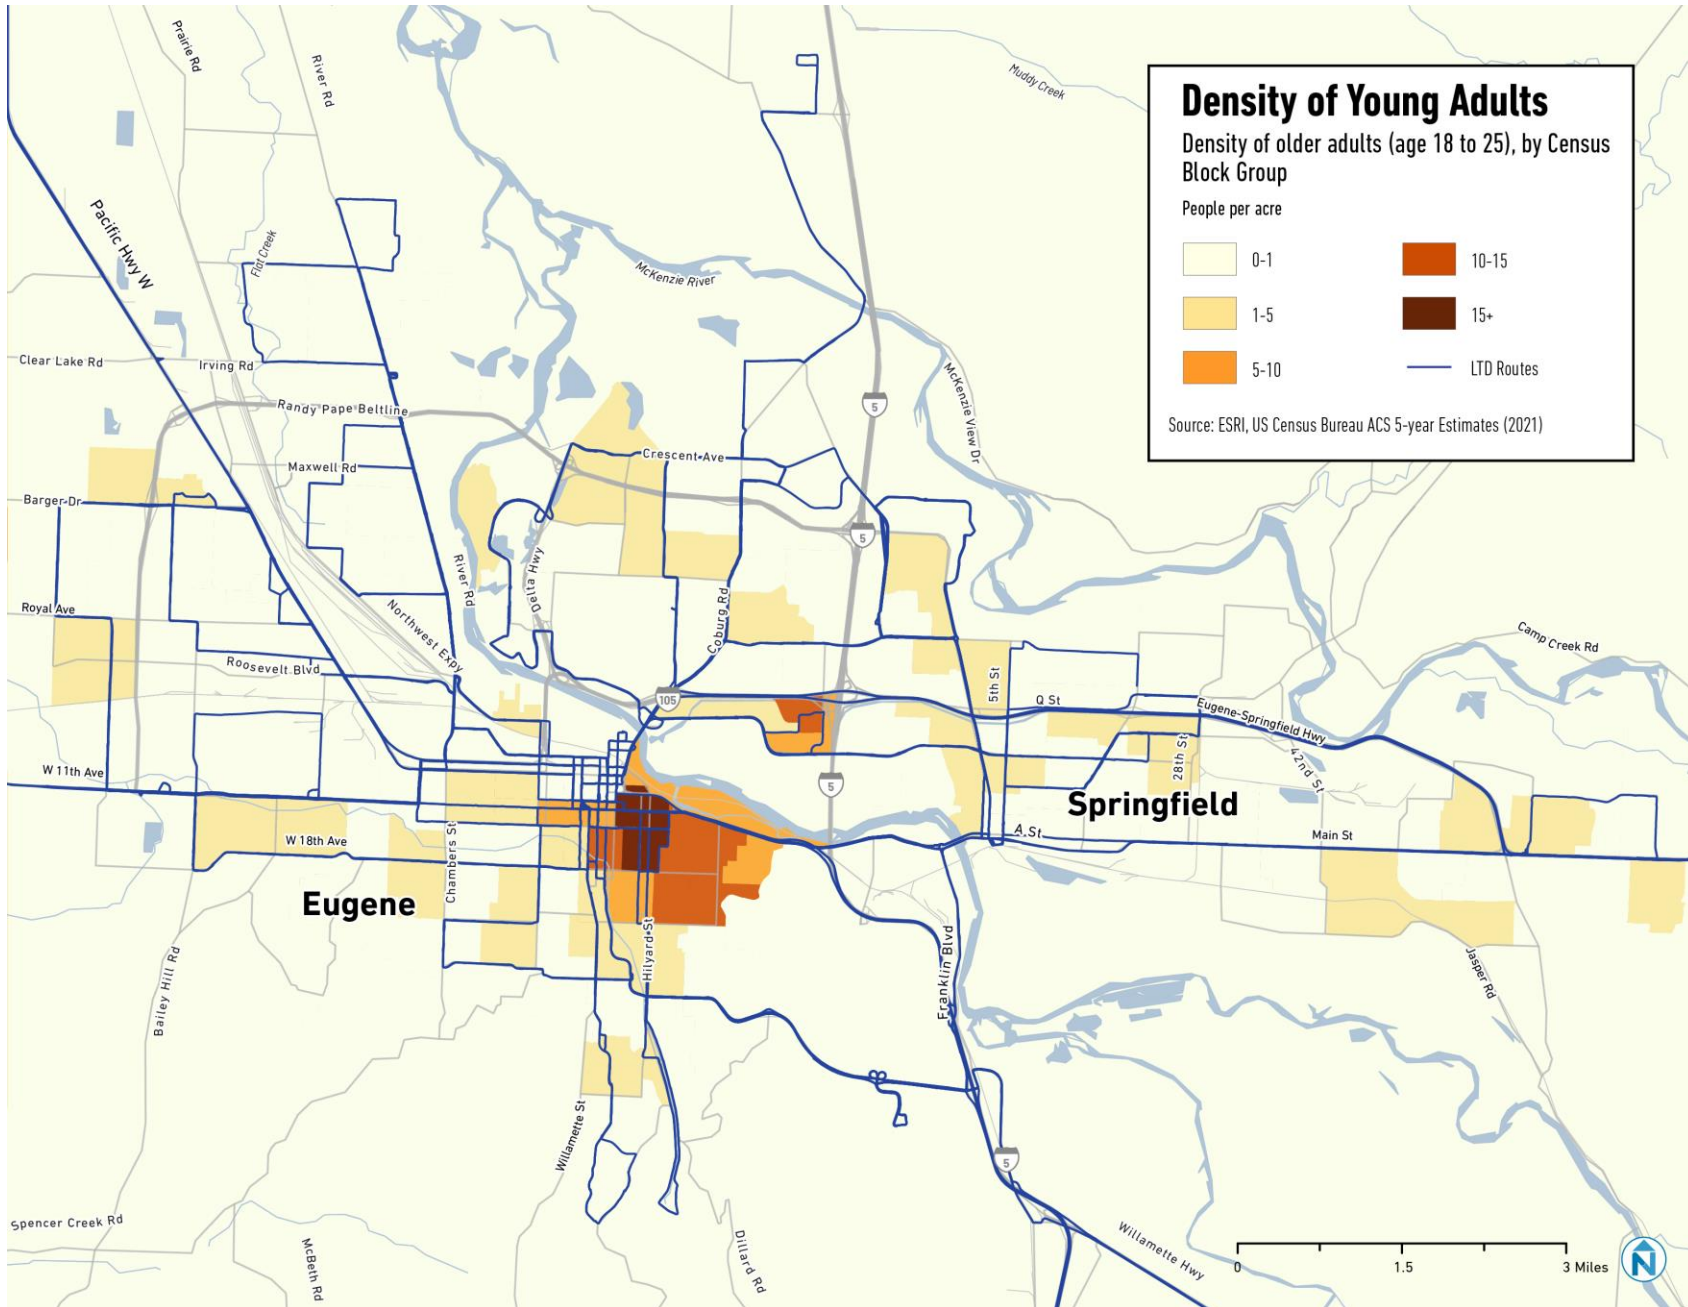 Prairie Rd
River Rd
Muddy Creek
Density of Young Adults
Density of older adults (age 18 to 25), by Census
Block Group
People per acre
0-1
10-15
1-5
15+
5-10
LTD Routes
Source: ESRI, US Census Bureau ACS 5-year Estimates (2021)
Pacific Hwy W
Flat Creek
McKenzie River
Clear Lake Rd
Irving Rd
Randy Pape Beltline
5
McKenzie View Dr
Maxwell Rd
Crescent Ave
Barger Dr
5
River Rd
Delta Hwy
Royal Ave
Northwest Expy
Coburg Rd
Camp Creek Rd
Roosevelt Blvd
105
5th St
Q St
Eugene-Springfield Hwy
W 11th Ave
28th St
42nd St
5
Springfield
W 18th Ave
Chambers St
A St
Main St
Eugene
Hilyard St
Franklin Blvd
Bailey Hill Rd
Jasper Rd
Willamette St
5
Spencer Creek Rd
McBeth Rd
Dillard Rd
Willamette Hwy
0
1.5
3 Miles
N